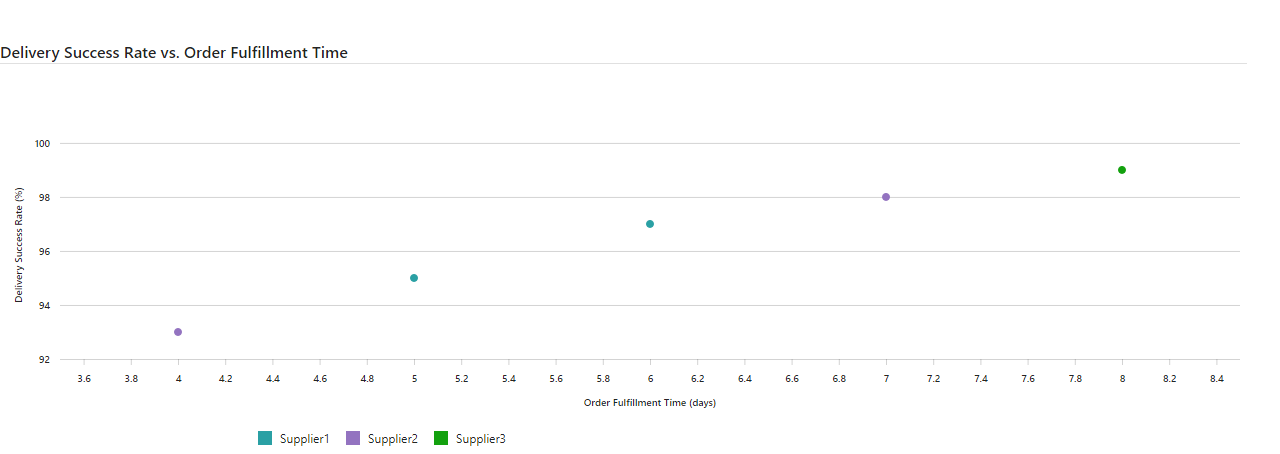 Delivery Success Rate vs. Order Fulfillment Time
Delivery Success Rate (%)
100
98
96
94
92
3.6 3.8 4 4.2 4.4 4.6 4.8 5 5.2 5.4 5.6 5.8 6 6.2 6.4 6.6 6.8 7 7.2 7.4 7.6 7.8 8 8.2 8.4
Order Fulfillment Time (days)
Supplier1 Supplier2 Supplier3